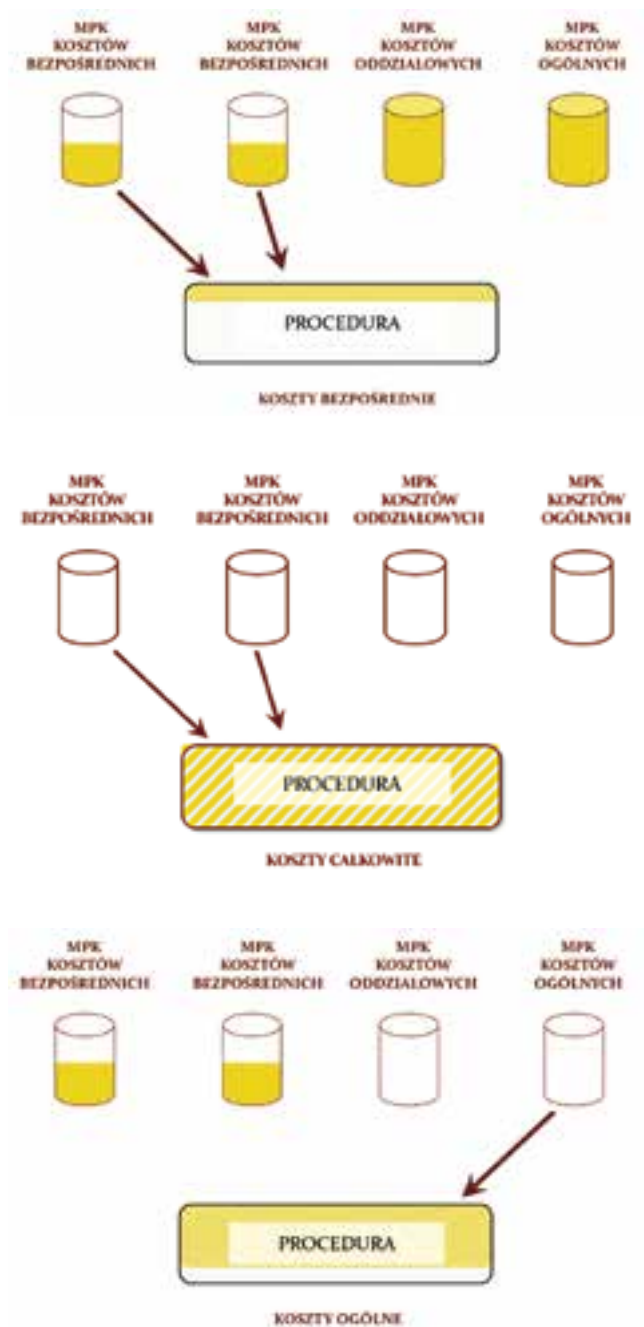 MPK
KOSZTÓW
BEZPOŚREDNICH
MPK
KOSZTÓW
BEZPOŚREDNICH
MPK
KOSZTÓW
ODDZIAŁOWYCH
MPK
KOSZTÓW
OGÓLNYCH
PROCEDURA
KOSZTY BEZPOŚREDNIE
MPK
KOSZTÓW
BEZPOŚREDNICH
MPK
KOSZTÓW
BEZPOŚREDNICH
MPK
KOSZTÓW
ODDZIAŁOWYCH
MPK
KOSZTÓW
OGÓLNYCH
PROCEDURA
KOSZTY CAŁKOWITE
MPK
KOSZTÓW
BEZPOŚREDNICH
MPK
KOSZTÓW
BEZPOŚREDNICH
MPK
KOSZTÓW
ODDZIAŁOWYCH
MPK
KOSZTÓW
OGÓLNYCH
PROCEDURA
KOSZTY OGÓLNE